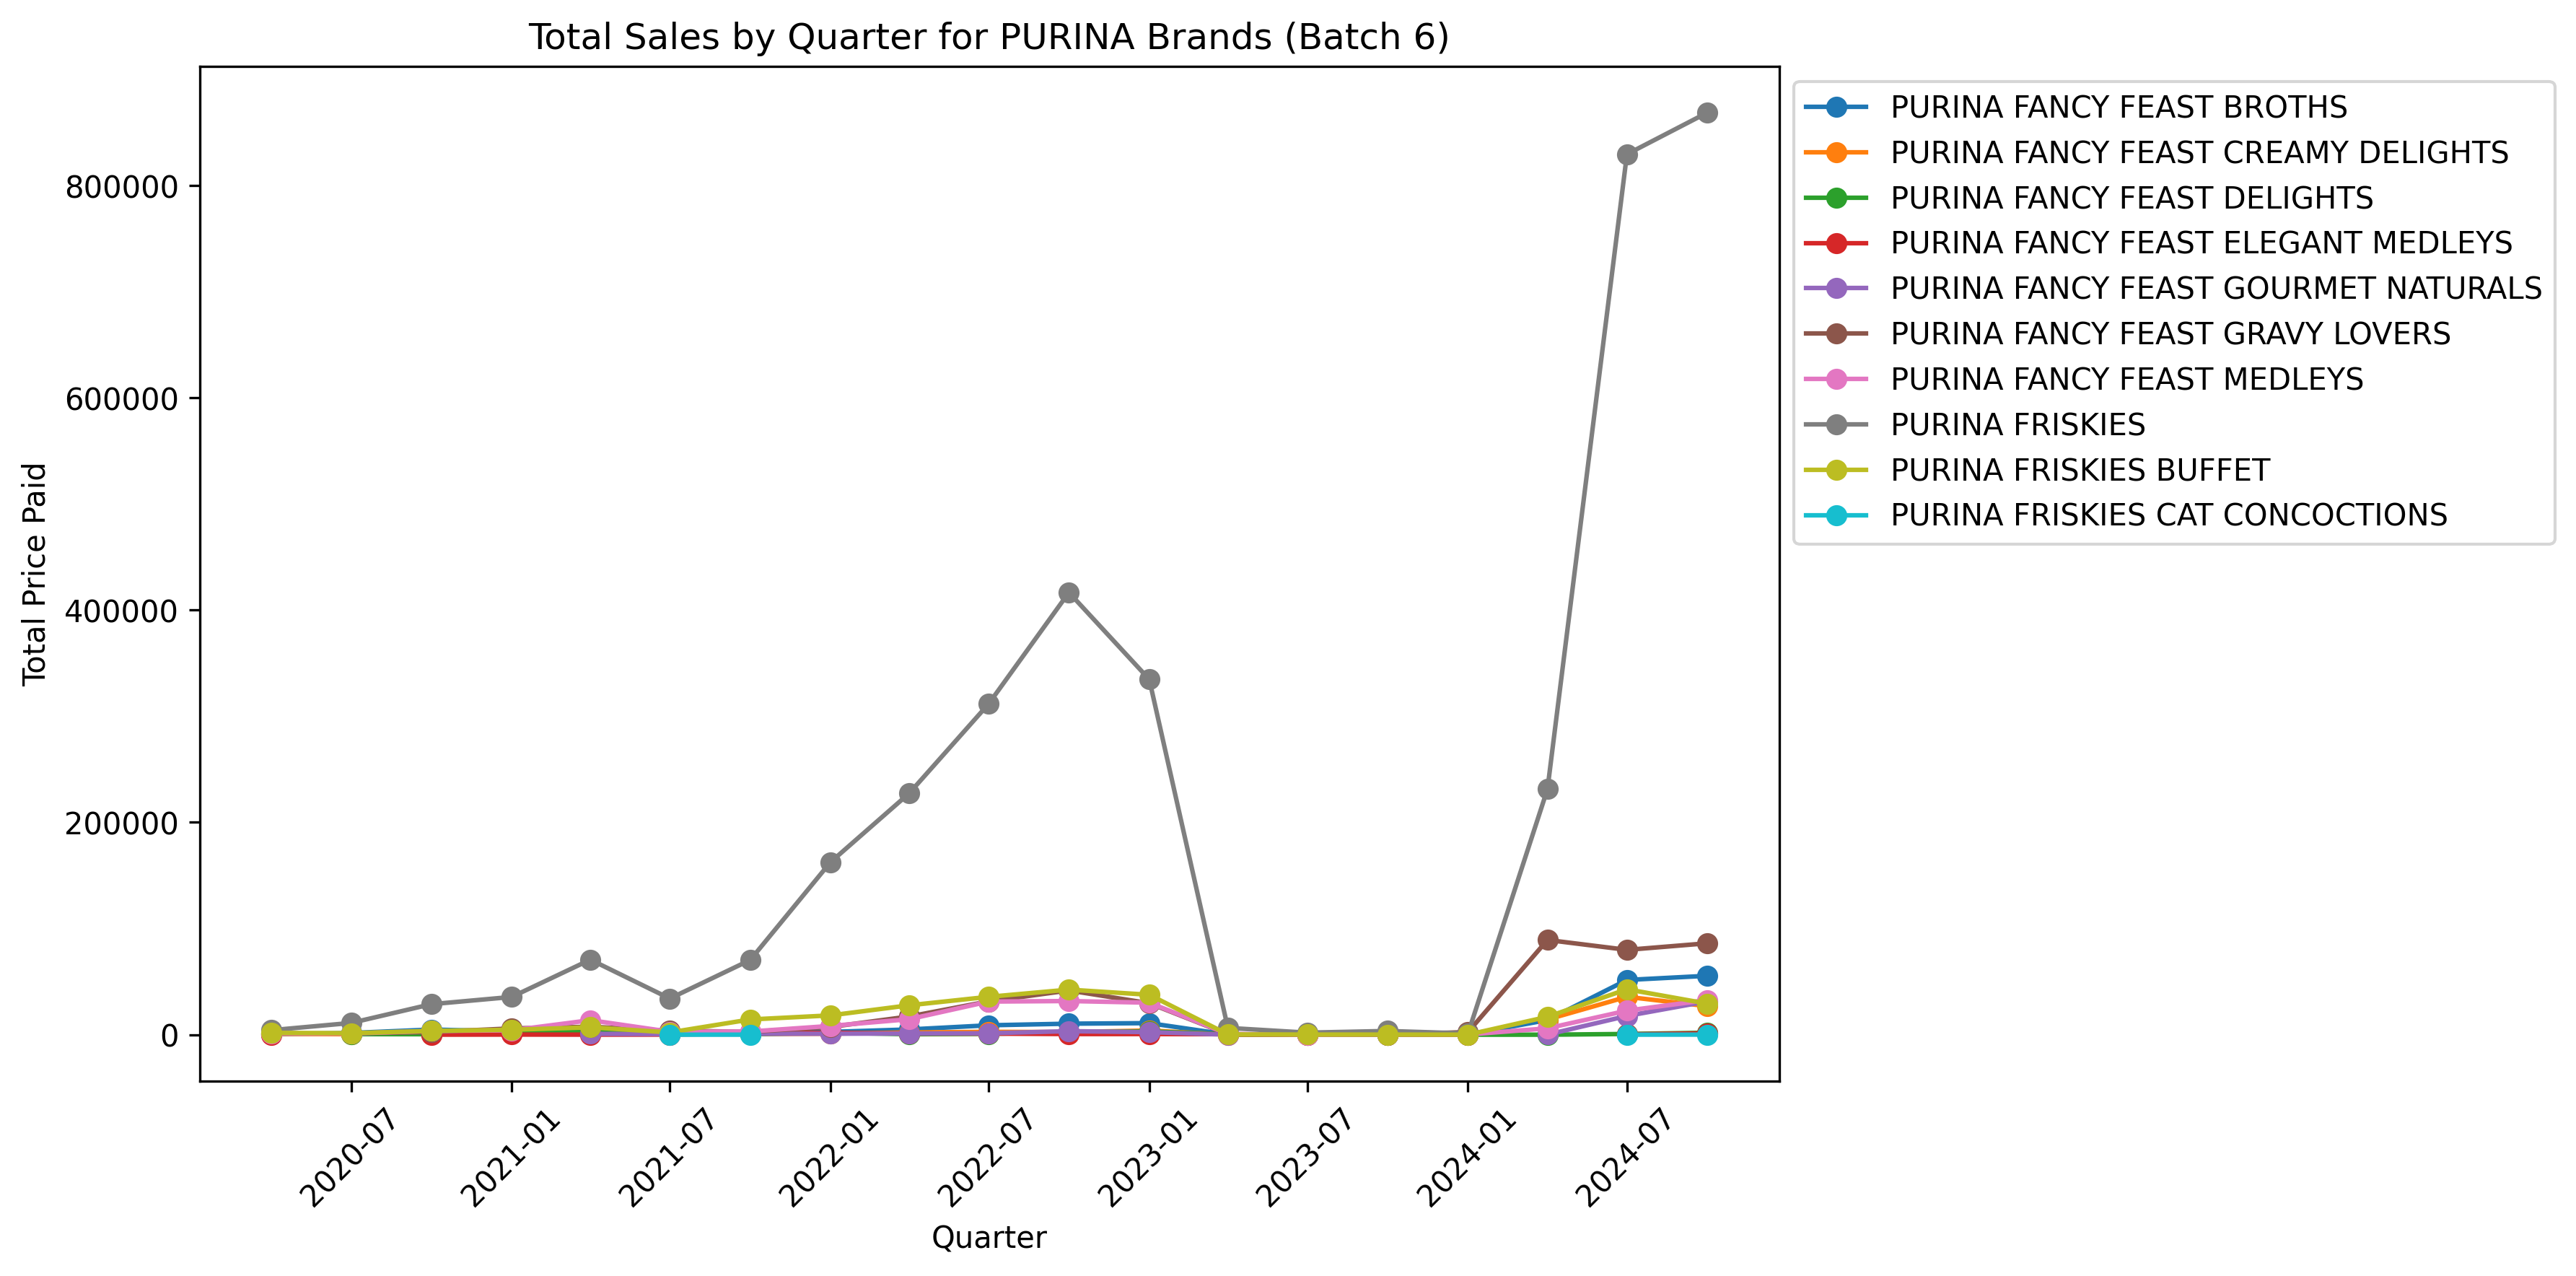 Total Sales by Quarter for PURINA Brands (Batch 6)
Total Price Paid
800000
600000
400000
200000
0
2020-07
2021-01
2021-07
2022-01
2022-07
2023-01
2023-07
2024-01
2024-07
Quarter
PURINA FANCY FEAST BROTHS
PURINA FANCY FEAST CREAMY DELIGHTS
PURINA FANCY FEAST DELIGHTS
PURINA FANCY FEAST ELEGANT MEDLEYS
PURINA FANCY FEAST GOURMET NATURALS
PURINA FANCY FEAST GRAVY LOVERS
PURINA FANCY FEAST MEDLEYS
PURINA FRISKIES
PURINA FRISKIES BUFFET
PURINA FRISKIES CAT CONCOCTIONS